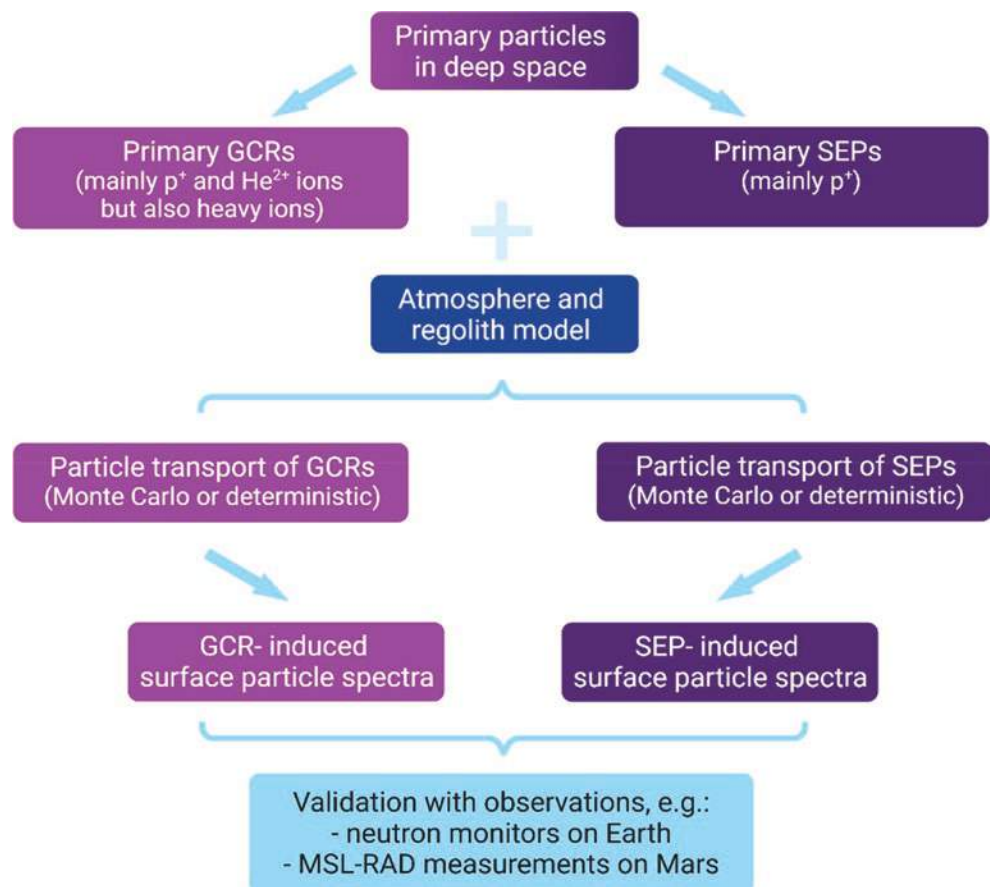 Primary particles
in deep space
Primary GCRs
(mainly p⁺ and He²⁺ ions
but also heavy ions)
Primary SEPs
(mainly p⁺)
+
Atmosphere and
regolith model
Particle transport of GCRs
(Monte Carlo or deterministic)
Particle transport of SEPs
(Monte Carlo or deterministic)
GCR- induced
surface particle spectra
SEP- induced
surface particle spectra
Validation with observations, e.g.:
- neutron monitors on Earth
- MSL-RAD measurements on Mars